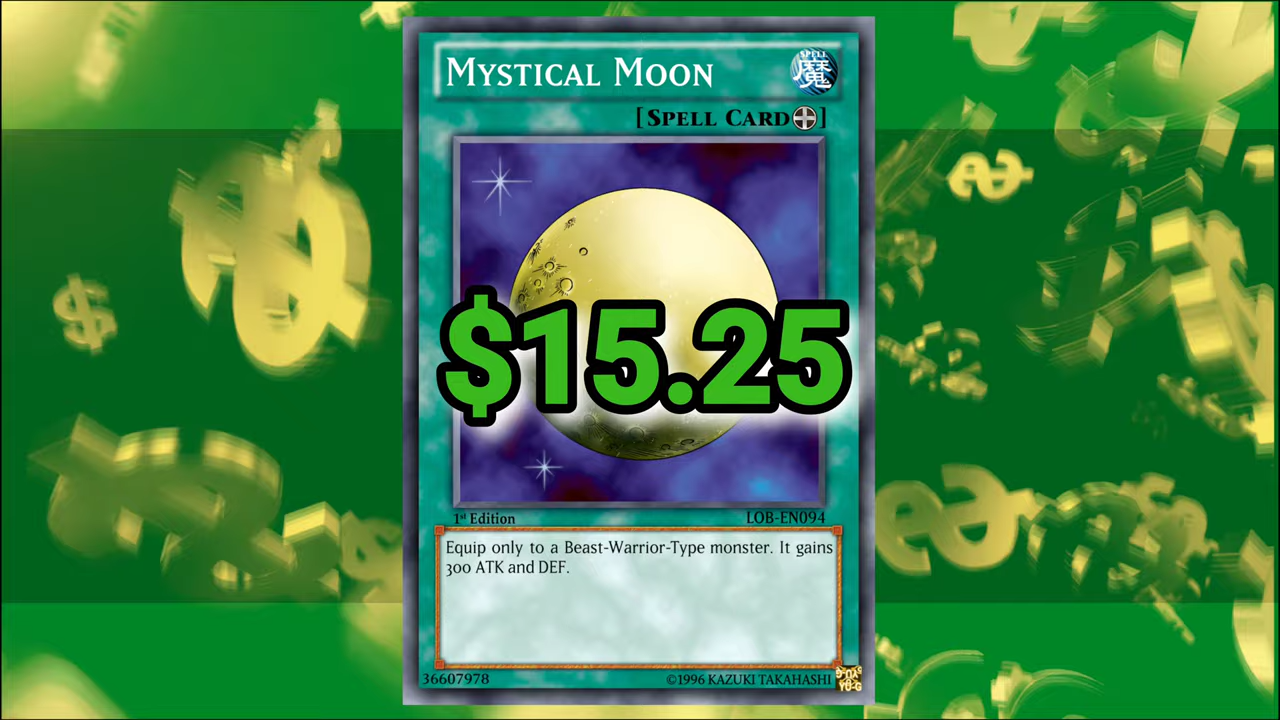 MYSTICAL MOON
SPELL
魔
[SPELL CARD]
$15.25
1st Edition
LOB-EN094
Equip only to a Beast-Warrior-Type monster. It gains
300 ATK and DEF.
36607978
©1996 KAZUKI TAKAHASHI